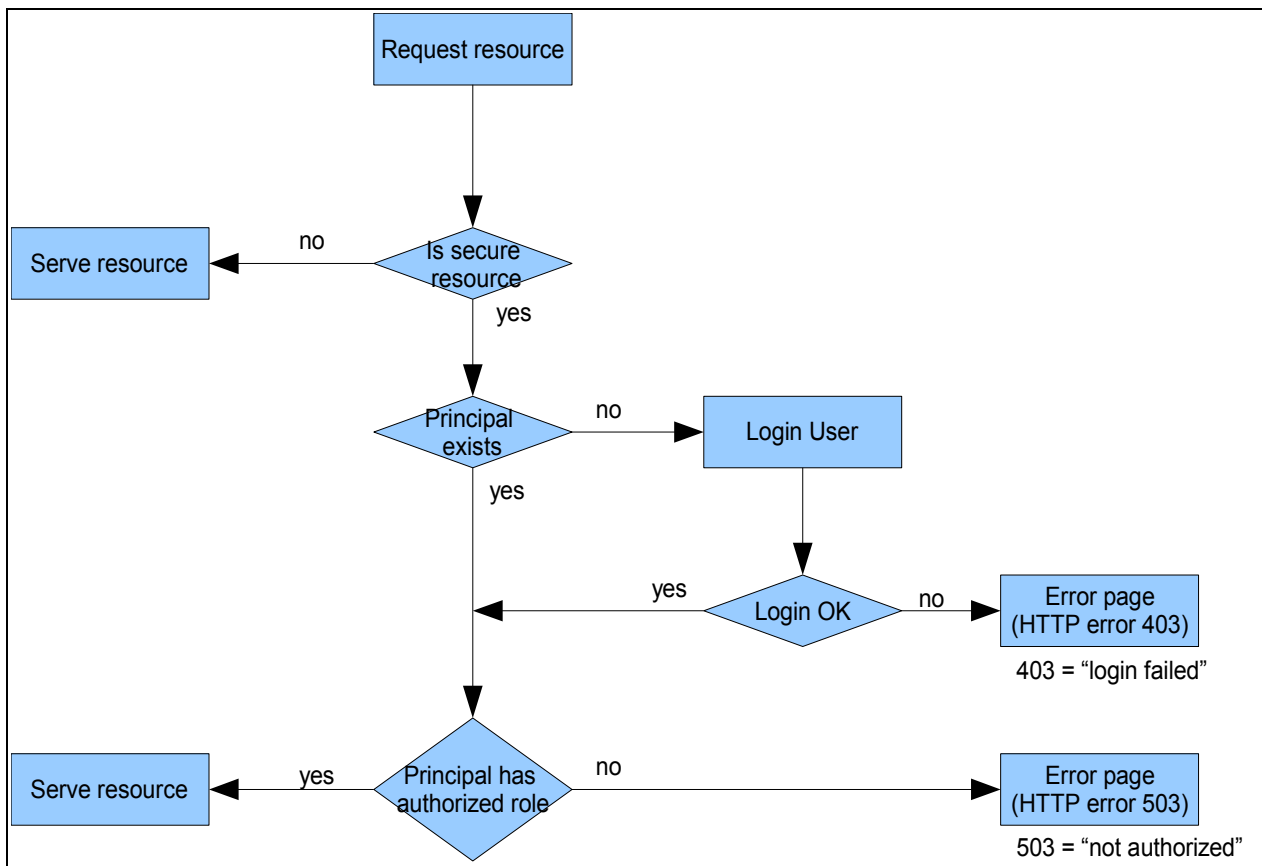 Request resource
Serve resource
no
Is secure
resource
yes
Principal
exists
no
Login User
yes
yes
Login OK
no
Error page
(HTTP error 403)
403 = “login failed”
Serve resource
yes
Principal has
authorized role
no
Error page
(HTTP error 503)
503 = “not authorized”